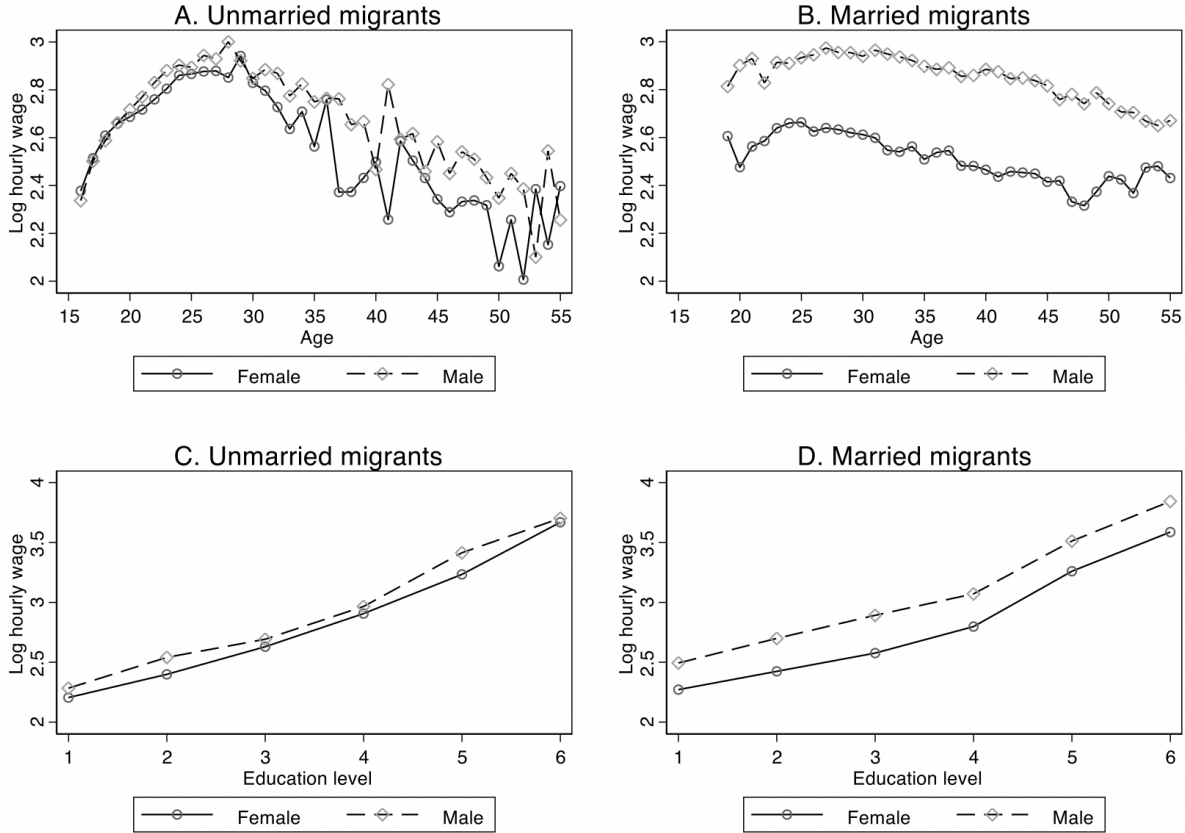 A. Unmarried migrants
Log hourly wage
3
2.8
2.6
2.4
2.2
2
15 20 25 30 35 40 45 50 55
Age
Female Male
B. Married migrants
Log hourly wage
3
2.8
2.6
2.4
2.2
2
15 20 25 30 35 40 45 50 55
Age
Female Male
C. Unmarried migrants
Log hourly wage
4
3.5
3
2.5
2
1 2 3 4 5 6
Education level
Female Male
D. Married migrants
Log hourly wage
4
3.5
3
2.5
2
1 2 3 4 5 6
Education level
Female Male